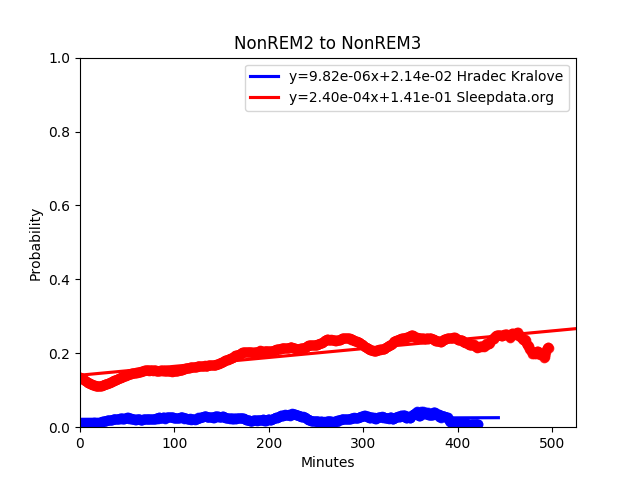 NonREM2 to NonREM3
y=9.82e-06x+2.14e-02 Hradec Kralove
y=2.40e-04x+1.41e-01 Sleepdata.org
1.0
0.8
0.6
0.4
0.2
0.0
Probability
0 100 200 300 400 500
Minutes